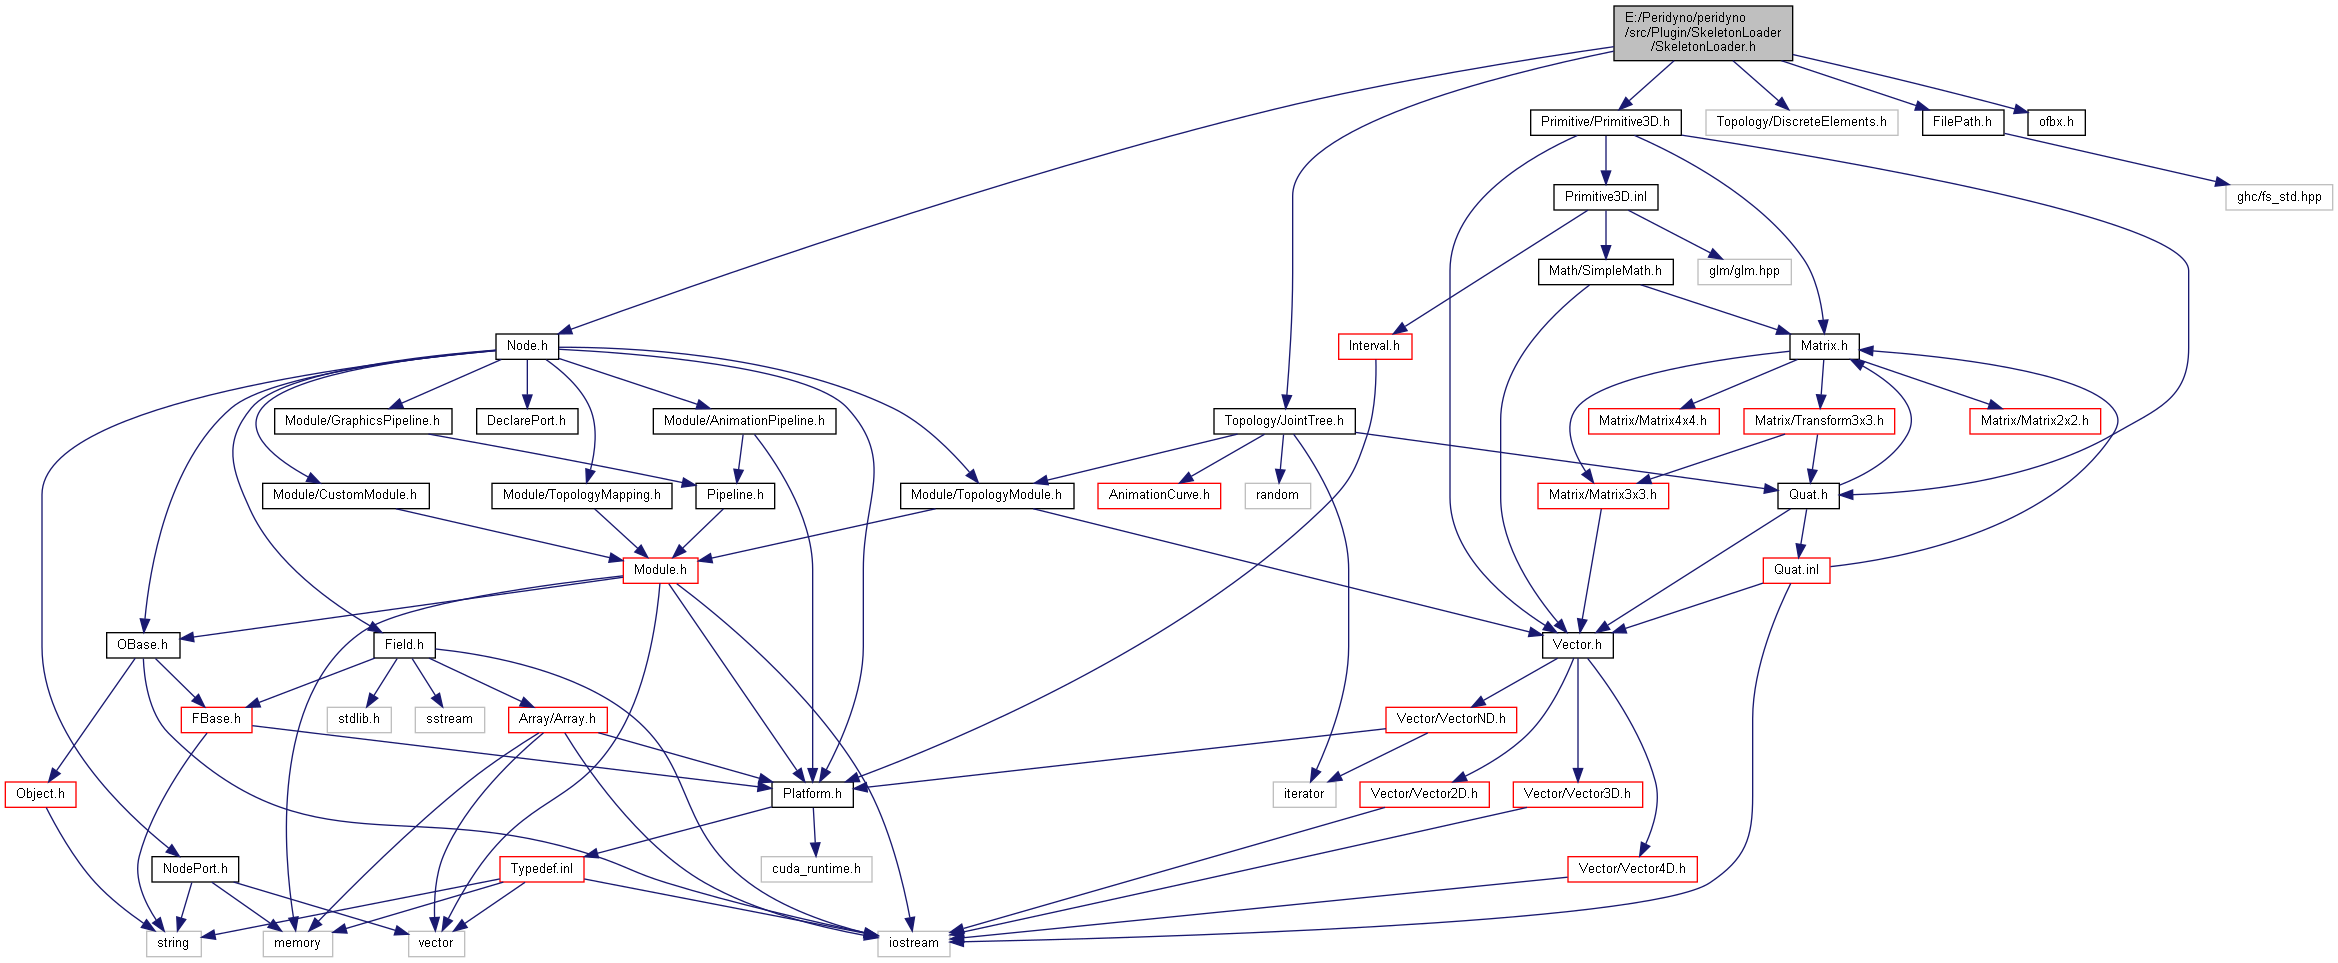 E:/Peridyno/peridyno
/src/Plugin/SkeletonLoader
/SkeletonLoader.h
Primitive/Primitive3D.h
Topology/DiscreteElements.h
FilePath.h
ofbx.h
Primitive3D.inl
ghc/fs_std.hpp
Math/SimpleMath.h
glm/glm.hpp
Node.h
Interval.h
Matrix.h
Module/GraphicsPipeline.h
DeclarePort.h
Module/AnimationPipeline.h
Topology/JointTree.h
Matrix/Matrix4x4.h
Matrix/Transform3x3.h
Matrix/Matrix2x2.h
Module/CustomModule.h
Module/TopologyMapping.h
Pipeline.h
Module/TopologyModule.h
AnimationCurve.h
random
Matrix/Matrix3x3.h
Quat.h
Module.h
Quat.inl
OBase.h
Field.h
Vector.h
FBase.h
stdlib.h
sstream
Array/Array.h
Vector/VectorND.h
Object.h
Platform.h
iterator
Vector/Vector2D.h
Vector/Vector3D.h
NodePort.h
Typedef.inl
cuda_runtime.h
Vector/Vector4D.h
string
memory
vector
iostream